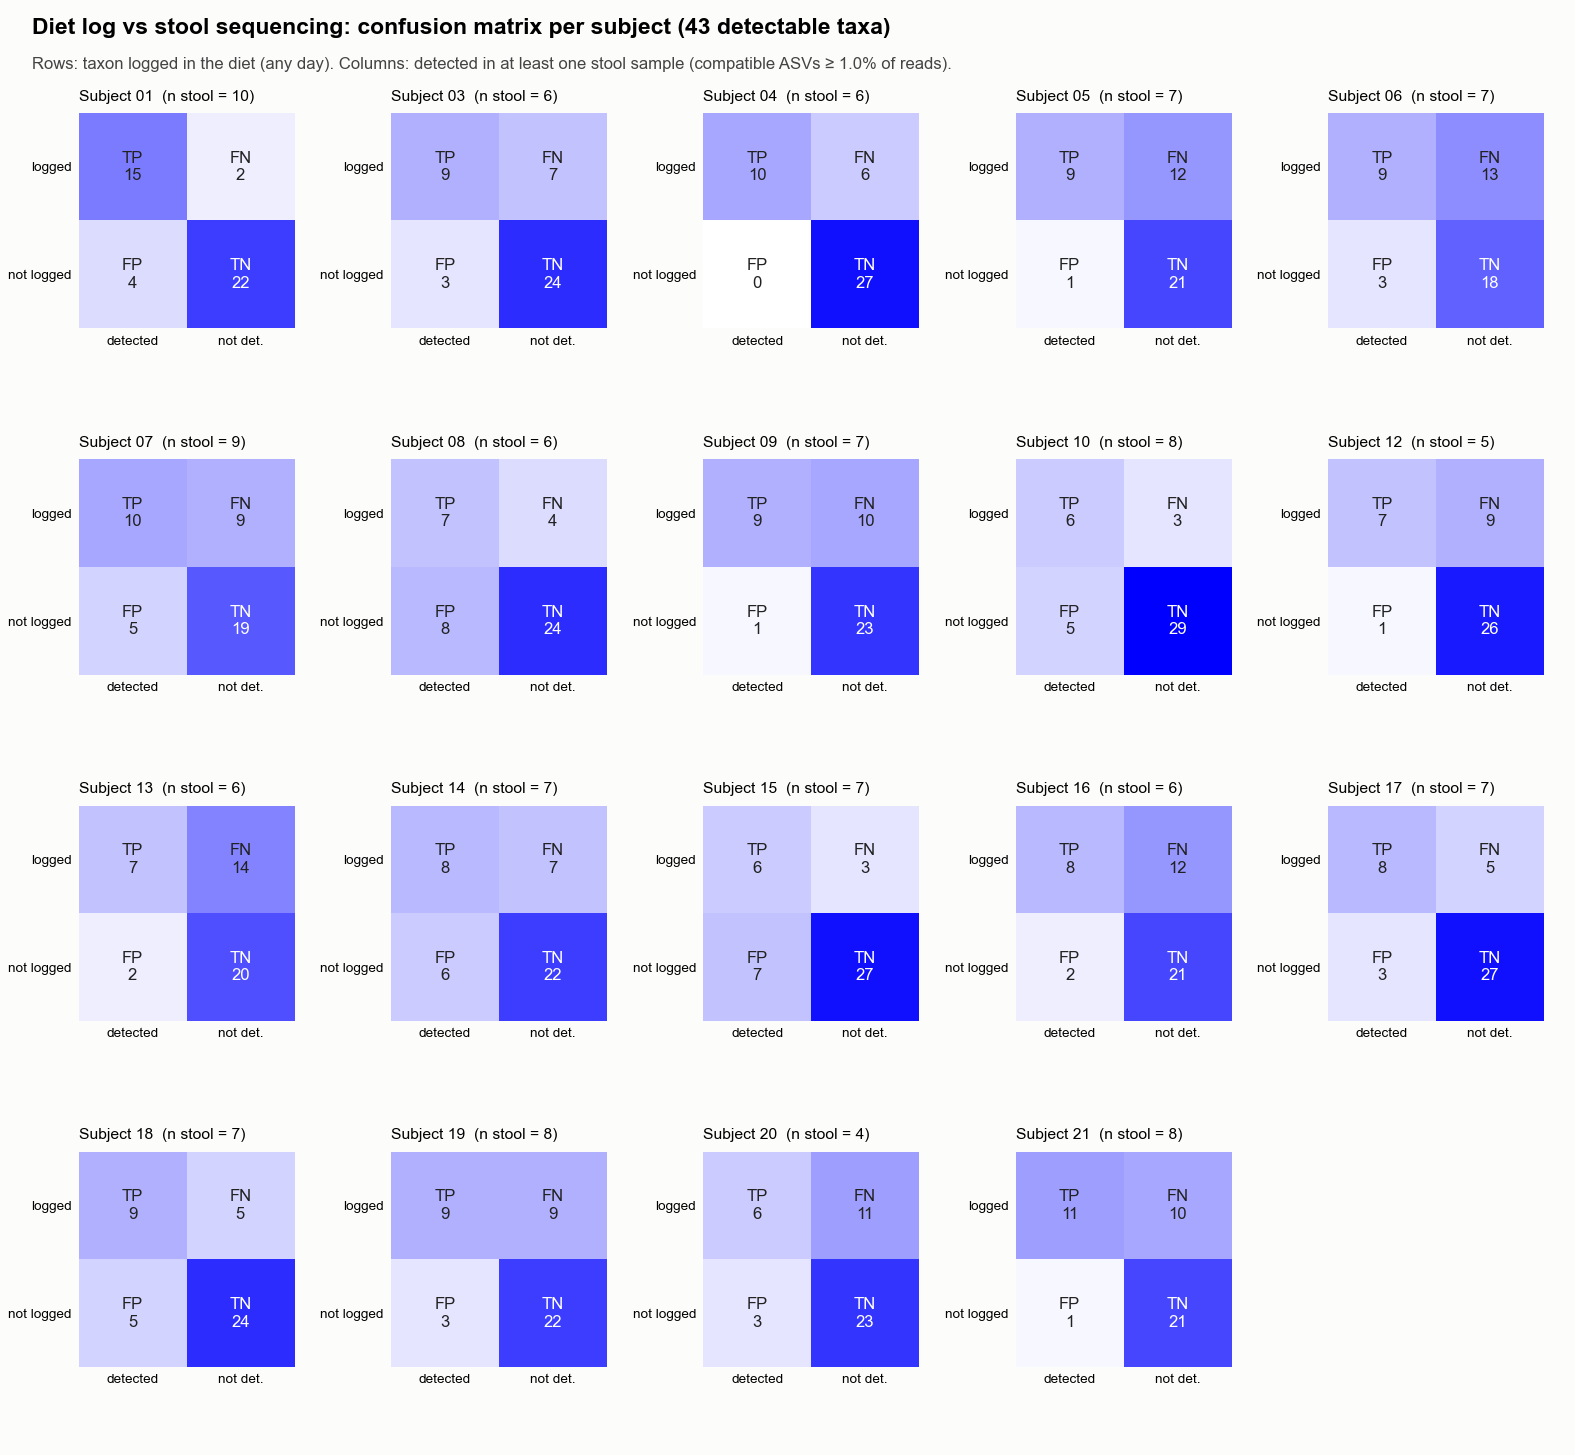 Diet log vs stool sequencing: confusion matrix per subject (43 detectable taxa)
Rows: taxon logged in the diet (any day). Columns: detected in at least one stool sample (compatible ASVs ≥ 1.0% of reads).
Subject 01 (n stool = 10)
logged
TP
15
FN
2
not logged
FP
4
TN
22
detected
not det.
Subject 03 (n stool = 6)
logged
TP
9
FN
7
not logged
FP
3
TN
24
detected
not det.
Subject 04 (n stool = 6)
logged
TP
10
FN
6
not logged
FP
0
TN
27
detected
not det.
Subject 05 (n stool = 7)
logged
TP
9
FN
12
not logged
FP
1
TN
21
detected
not det.
Subject 06 (n stool = 7)
logged
TP
9
FN
13
not logged
FP
3
TN
18
detected
not det.
Subject 07 (n stool = 9)
logged
TP
10
FN
9
not logged
FP
5
TN
19
detected
not det.
Subject 08 (n stool = 6)
logged
TP
7
FN
4
not logged
FP
8
TN
24
detected
not det.
Subject 09 (n stool = 7)
logged
TP
9
FN
10
not logged
FP
1
TN
23
detected
not det.
Subject 10 (n stool = 8)
logged
TP
6
FN
3
not logged
FP
5
TN
29
detected
not det.
Subject 12 (n stool = 5)
logged
TP
7
FN
9
not logged
FP
1
TN
26
detected
not det.
Subject 13 (n stool = 6)
logged
TP
7
FN
14
not logged
FP
2
TN
20
detected
not det.
Subject 14 (n stool = 7)
logged
TP
8
FN
7
not logged
FP
6
TN
22
detected
not det.
Subject 15 (n stool = 7)
logged
TP
6
FN
3
not logged
FP
7
TN
27
detected
not det.
Subject 16 (n stool = 6)
logged
TP
8
FN
12
not logged
FP
2
TN
21
detected
not det.
Subject 17 (n stool = 7)
logged
TP
8
FN
5
not logged
FP
3
TN
27
detected
not det.
Subject 18 (n stool = 7)
logged
TP
9
FN
5
not logged
FP
5
TN
24
detected
not det.
Subject 19 (n stool = 8)
logged
TP
9
FN
9
not logged
FP
3
TN
22
detected
not det.
Subject 20 (n stool = 4)
logged
TP
6
FN
11
not logged
FP
3
TN
23
detected
not det.
Subject 21 (n stool = 8)
logged
TP
11
FN
10
not logged
FP
1
TN
21
detected
not det.